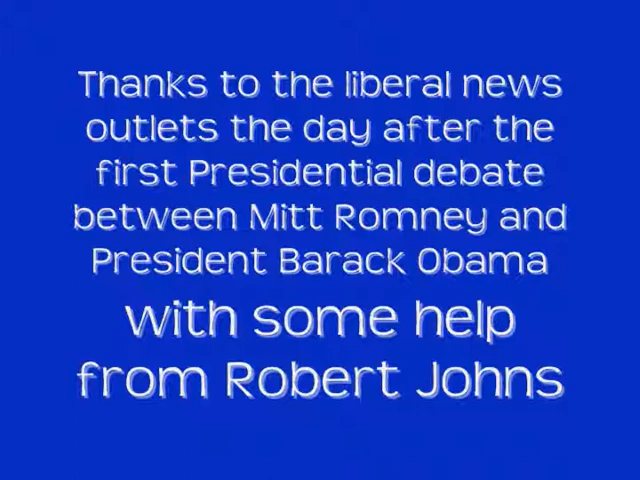 Thanks to the liberal news
outlets the day after the
first Presidential debate
between Mitt Romney and
President Barack Obama
with some help
from Robert Johns